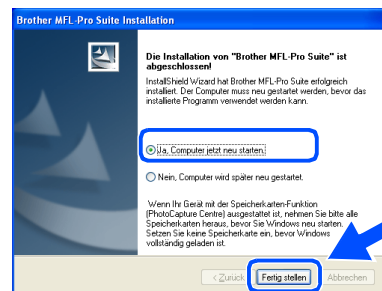 Brother MFL-Pro Suite Installation
Die Installation von "Brother MFL-Pro Suite" ist
abgeschlossen!
InstallShield Wizard hat Brother MFL-Pro Suite erfolgreich
installiert. Der Computer muss neu gestartet werden, bevor das
installierte Programm verwendet werden kann.
Ja, Computer jetzt neu starten.
Nein, Computer wird später neu gestartet.
Wenn Ihr Gerät mit der Speicherkarten-Funktion
(PhotoCapture Centre) ausgestattet ist, nehmen Sie bitte alle
Speicherkarten heraus, bevor Sie Windows neu starten.
Setzen Sie keine Speicherkarte ein, bevor Windows
vollständig geladen ist.
< Zurück Fertig stellen Abbrechen